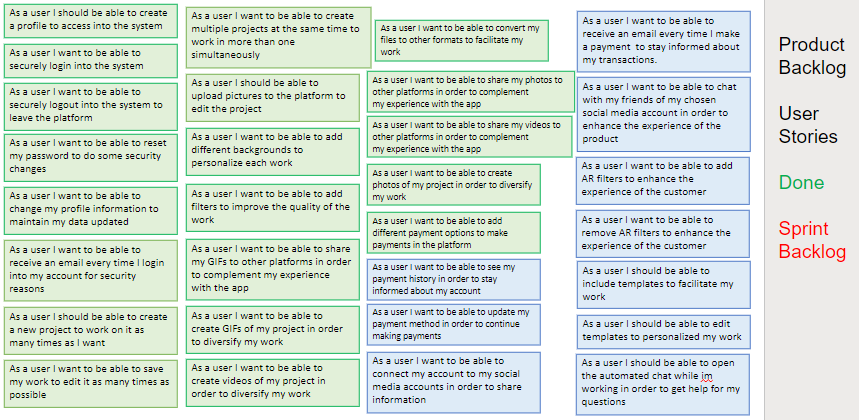 As a user I should be able to create
a profile to access into the system
As a user I want to be able to
securely login into the system
As a user I want to be able to
securely logout into the system to
leave the platform
As a user I want to be able to reset
my password to do some security
changes
As a user I want to be able to
change my profile information to
maintain my data updated
As a user I want to be able to
receive an email every time I login
into my account for security
reasons
As a user I should be able to create
a new project to work on it as
many times as I want
As a user I want to be able to save
my work to edit it as many times as
possible
As a user I want to be able to create
multiple projects at the same time to
work in more than one
simultaneously
As a user I should be able to
upload pictures to the platform to
edit the project
As a user I want to be able to add
different backgrounds to
personalize each work
As a user I want to be able to add
filters to improve the quality of the
work
As a user I want to be able to share
my GIFs to other platforms in order
to complement my experience
with the app
As a user I want to be able to
create GIFs of my project in order
to diversify my work
As a user I want to be able to
create videos of my project in
order to diversify my work
As a user I want to be able to convert my
files to other formats to facilitate my
work
As a user I want to be able to share my photos to
other platforms in order to complement
my experience with the app
As a user I want to be able to share my videos to
other platforms in order to complement
my experience with the app
As a user I want to be able to create
photos of my project in order to diversify
my work
As a user I want to be able to add
different payment options to make
payments in the platform
As a user I want to be able to see my
payment history in order to stay
informed about my account
As a user I want to be able to update my
payment method in order to continue
making payments
As a user I want to be able to
connect my account to my social
media accounts in order to share
information
As a user I want to be able to
receive an email every time I make
a payment to stay informed about
my transactions.
As a user I want to be able to chat
with my friends of my chosen
social media account in order to
enhance the experience of the
product
As a user I want to be able to add
AR filters to enhance the
experience of the customer
As a user I want to be able to
remove AR filters to enhance the
experience of the customer
As a user I should be able to
include templates to facilitate my
work
As a user I should be able to edit
templates to personalized my work
As a user I should be able to open
the automated chat while im
working in order to get help for my
questions
Product
Backlog
User
Stories
Done
Sprint
Backlog